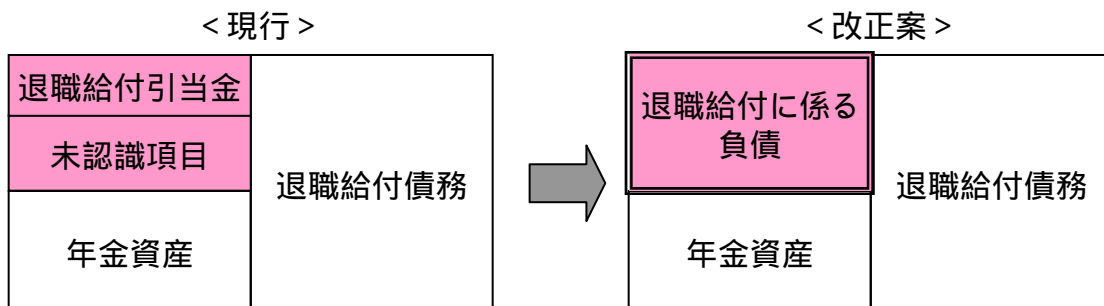 ＜現行＞
退職給付引当金
未認識項目
年金資産
退職給付債務
＜改正案＞
退職給付に係る
負債
年金資産
退職給付債務